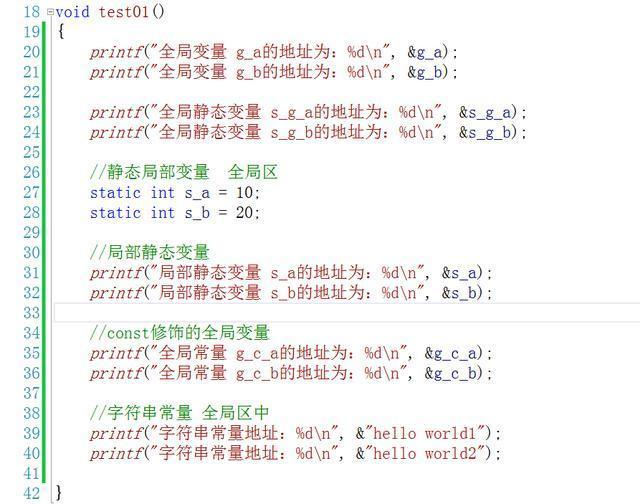 18 void test01()
19 {
20 printf("全局变量 g_a的地址为：%d\n", &g_a);
21 printf("全局变量 g_b的地址为：%d\n", &g_b);
22
23 printf("全局静态变量 s_g_a的地址为：%d\n", &s_g_a);
24 printf("全局静态变量 s_g_b的地址为：%d\n", &s_g_b);
25
26 //静态局部变量  全局区
27 static int s_a = 10;
28 static int s_b = 20;
29
30 //局部静态变量
31 printf("局部静态变量 s_a的地址为：%d\n", &s_a);
32 printf("局部静态变量 s_b的地址为：%d\n", &s_b);
33
34 //const修饰的全局变量
35 printf("全局常量 g_c_a的地址为：%d\n", &g_c_a);
36 printf("全局常量 g_c_b的地址为：%d\n", &g_c_b);
37
38 //字符串常量 全局区中
39 printf("字符串常量地址：%d\n", &"hello world1");
40 printf("字符串常量地址：%d\n", &"hello world2");
41
42 }